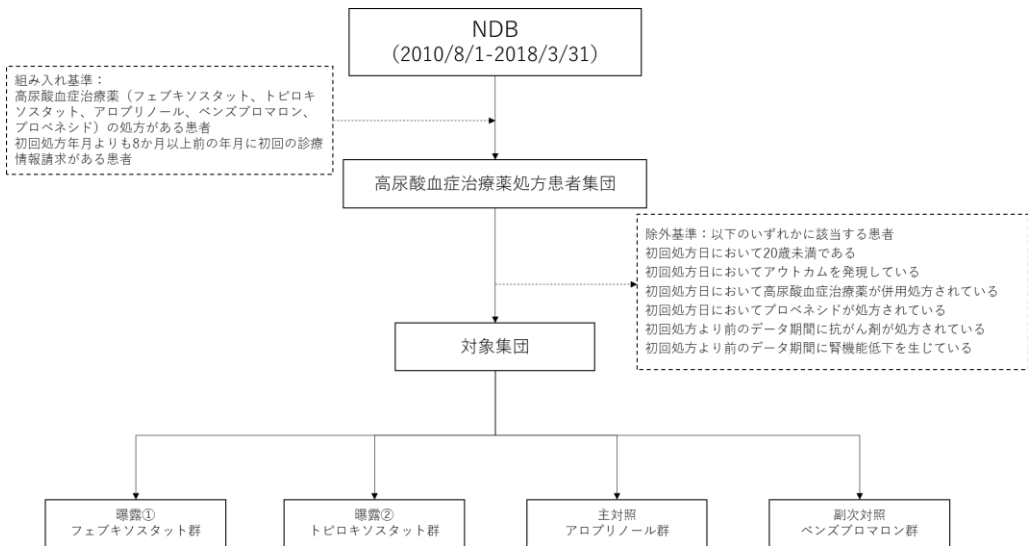 NDB
(2010/8/1-2018/3/31)
組み入れ基準：
高尿酸血症治療薬（フェブキソスタット、トピロキ
ソスタット、アロプリノール、ベンズブロマロン、
プロベネシド）の処方がある患者
初回処方年月よりも8か月以上前の年月に初回の診療
情報請求がある患者
高尿酸血症治療薬処方患者集団
除外基準：以下のいずれかに該当する患者
初回処方日において20歳未満である
初回処方日においてアウトカムを発現している
初回処方日において高尿酸血症治療薬が併用処方されている
初回処方日においてプロベネシドが処方されている
初回処方より前のデータ期間に抗がん剤が処方されている
初回処方より前のデータ期間に腎機能低下を生じている
対象集団
曝露①
フェブキソスタット群
曝露②
トピロキソスタット群
主対照
アロプリノール群
副次対照
ベンズブロマロン群